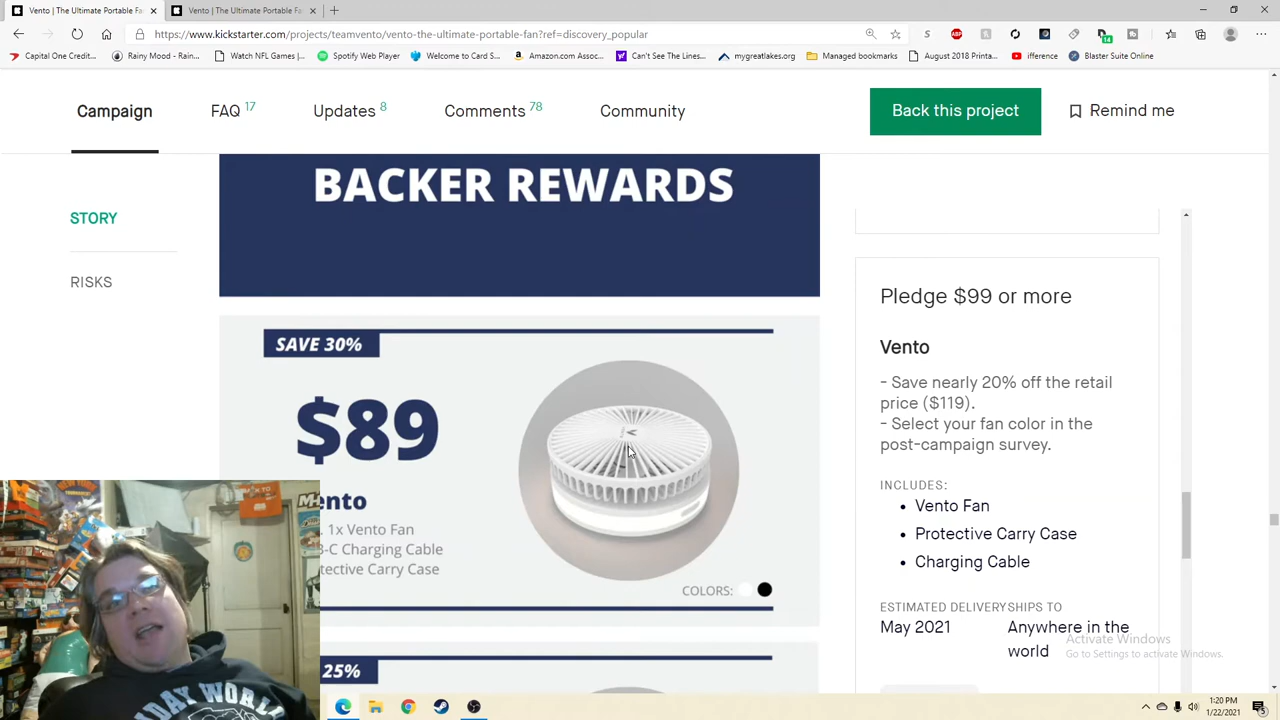 Vento | The Ultimate Portable Fa
Vento | The Ultimate Portable Fan
https://www.kickstarter.com/projects/teamvento/vento-the-ultimate-portable-fan?ref=discovery_popular
Capital One Credit...
Rainy Mood - Rain...
Watch NFL Games |...
Spotify Web Player
Welcome to Card S...
Amazon.com Assoc...
Can't See The Lines...
mygreatlakes.org
Managed bookmarks
August 2018 Printa...
ifference
Blaster Suite Online
Campaign
FAQ 17
Updates 8
Comments 78
Community
Back this project
Remind me
STORY
RISKS
BACKER REWARDS
SAVE 30%
$89
ento
1x Vento Fan
-C Charging Cable
tective Carry Case
COLORS:
25%
Pledge $99 or more
Vento
- Save nearly 20% off the retail
price ($119).
- Select your fan color in the
post-campaign survey.
INCLUDES:
• Vento Fan
• Protective Carry Case
• Charging Cable
ESTIMATED DELIVERY
May 2021
SHIPS TO
Anywhere in the
world
Activate Windows
Go to Settings to activate Windows.
1:20 PM
1/22/2021